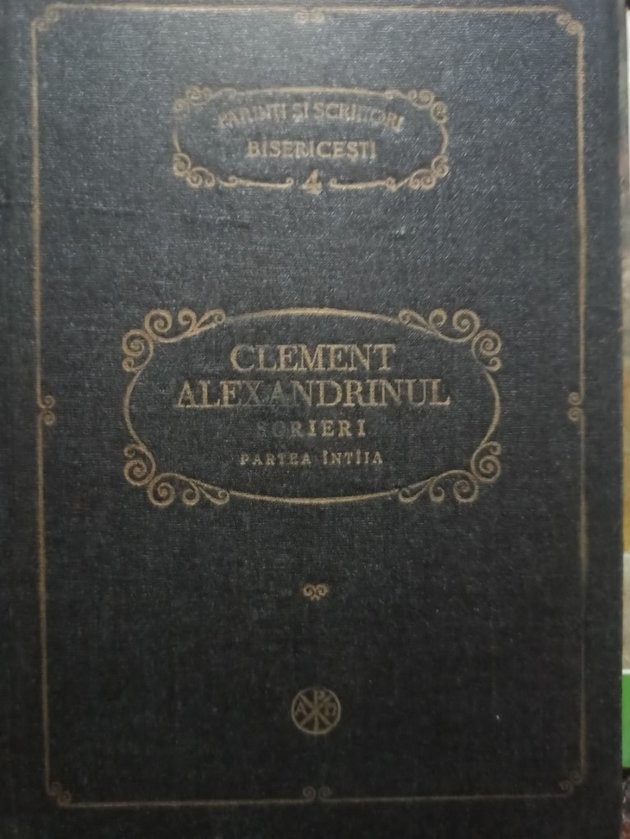 PĂRINȚI ȘI SCRIITORI
BISERICEȘTI
4
CLEMENT
ALEXANDRINUL
SCRIERI
PARTEA ÎNTÎIA